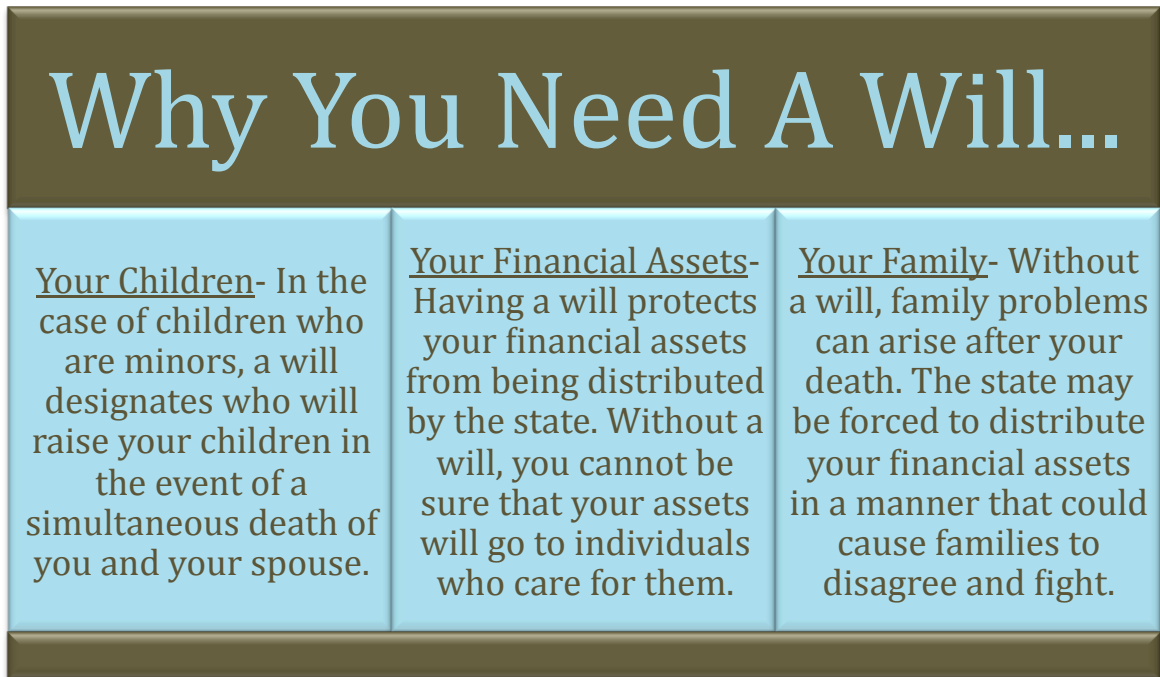 Why You Need A Will...
Your Children- In the
case of children who
are minors, a will
designates who will
raise your children in
the event of a
simultaneous death of
you and your spouse.
Your Financial Assets-
Having a will protects
your financial assets
from being distributed
by the state. Without a
will, you cannot be
sure that your assets
will go to individuals
who care for them.
Your Family- Without
a will, family problems
can arise after your
death. The state may
be forced to distribute
your financial assets
in a manner that could
cause families to
disagree and fight.